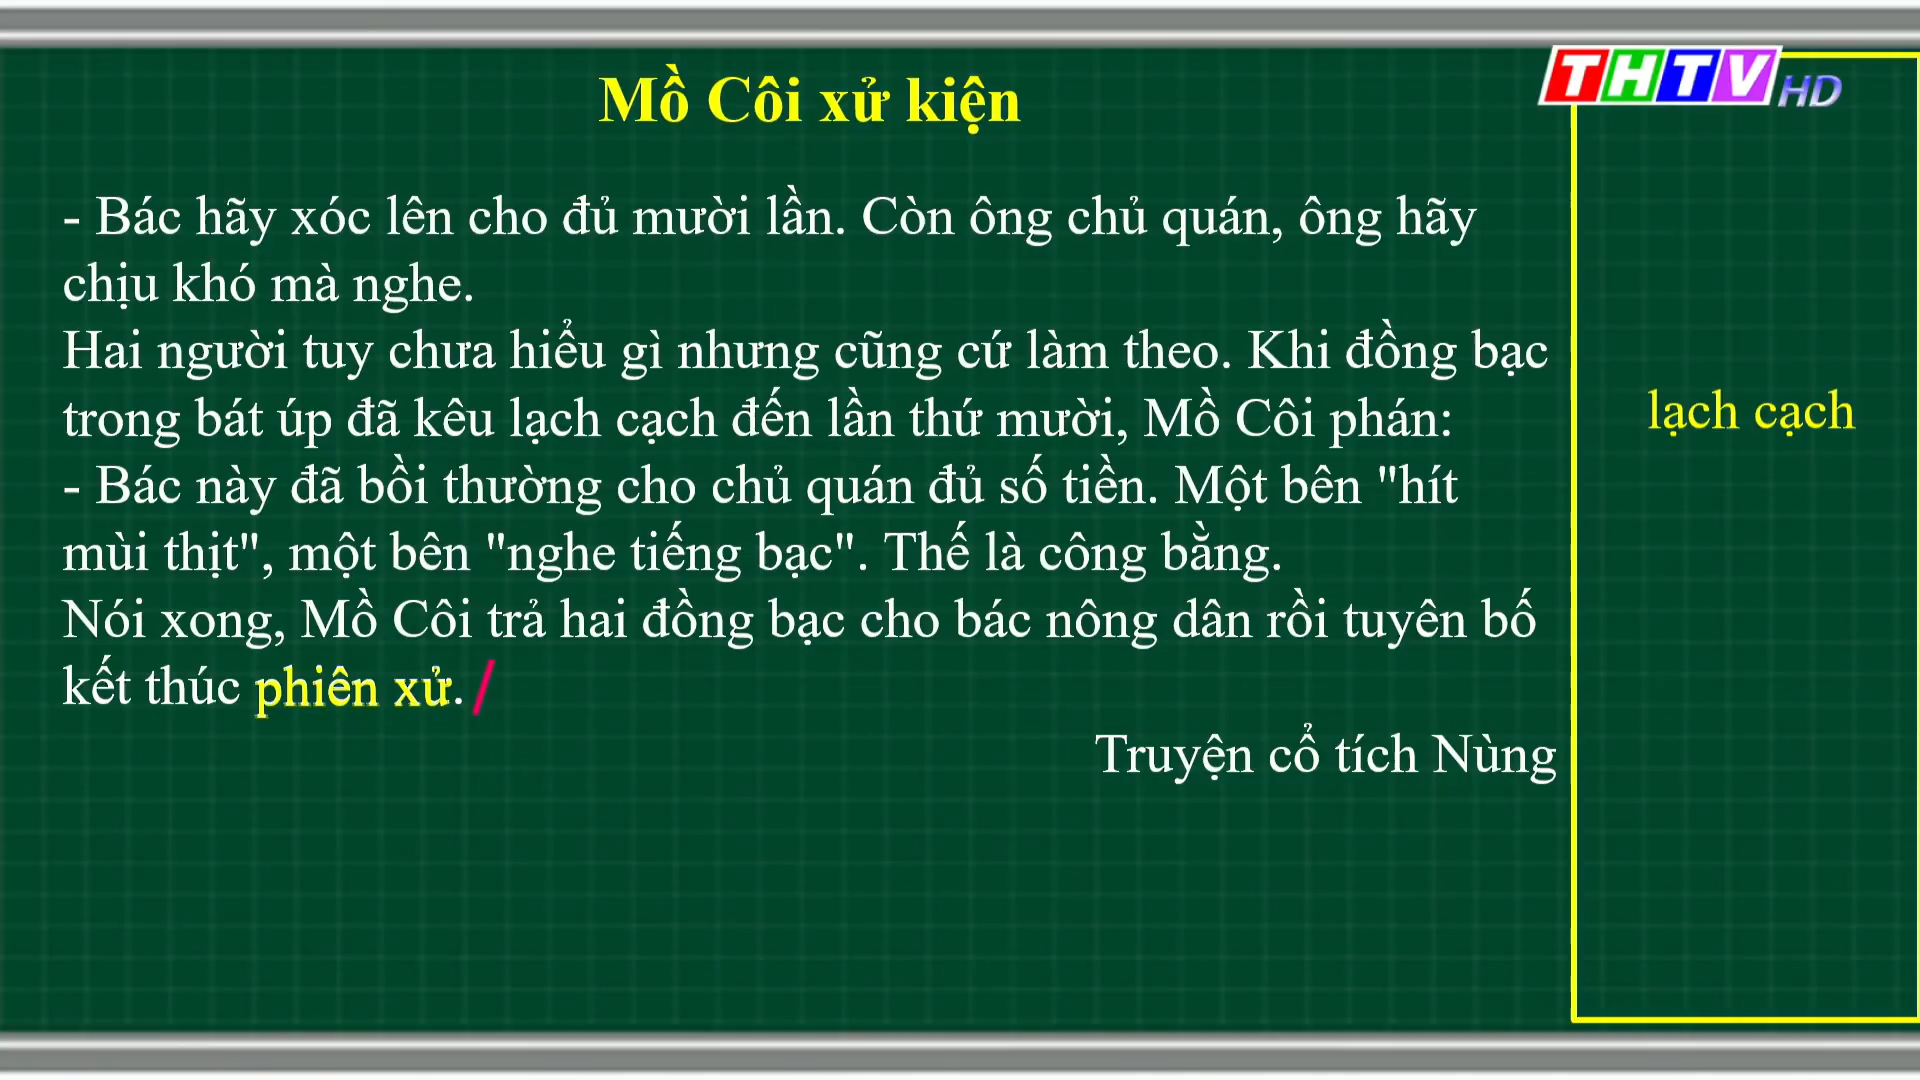 THTV HD
Mồ Côi xử kiện
- Bác hãy xóc lên cho đủ mười lần. Còn ông chủ quán, ông hãy
chịu khó mà nghe.
Hai người tuy chưa hiểu gì nhưng cũng cứ làm theo. Khi đồng bạc
trong bát úp đã kêu lạch cạch đến lần thứ mười, Mồ Côi phán:
- Bác này đã bồi thường cho chủ quán đủ số tiền. Một bên "hít
mùi thịt", một bên "nghe tiếng bạc". Thế là công bằng.
Nói xong, Mồ Côi trả hai đồng bạc cho bác nông dân rồi tuyên bố
kết thúc phiên xử. /
Truyện cổ tích Nùng
lạch cạch